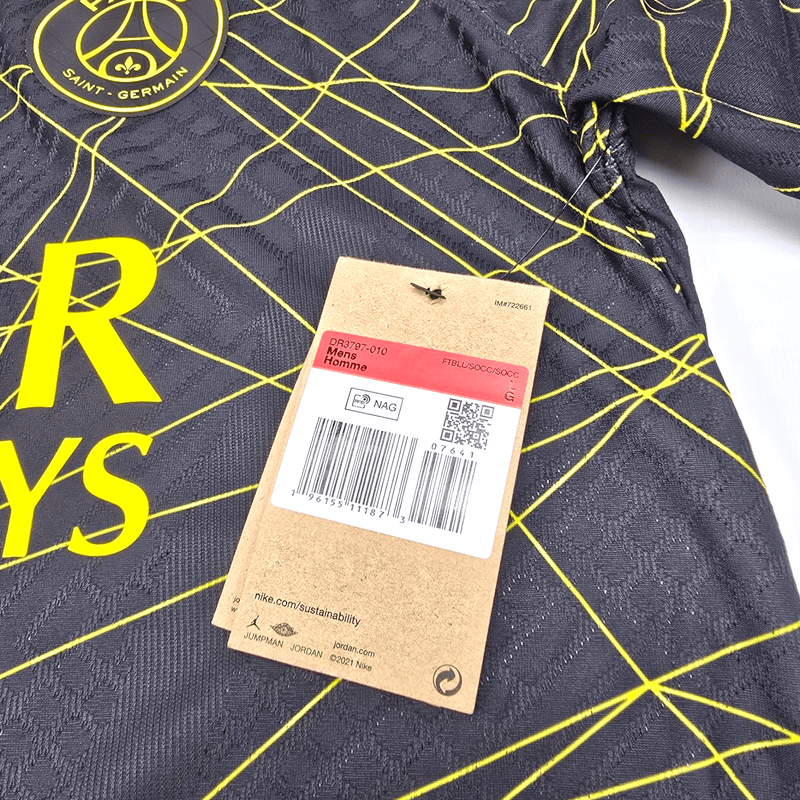 SAINT-GERMAIN
R
YS
IM#722661
DR3797-010
Mens
Homme
FTBLL/SOCC/SOCC
L
G
NAG
07641
1 96155 11187 3
nike.com/sustainability
JUMPMAN JORDAN
jordan.com
©2021 Nike